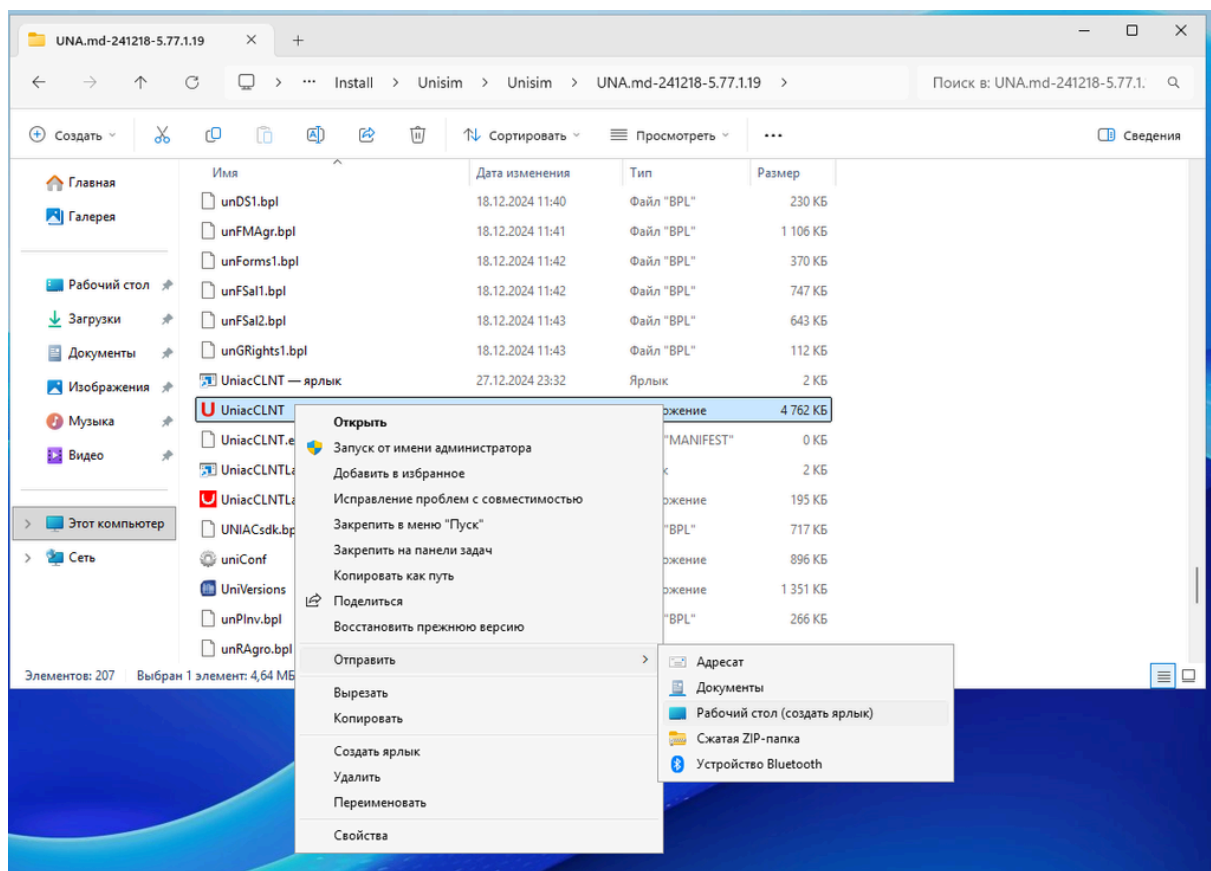 UNA.md-241218-5.77.1.19
Install > Unisim > Unisim > UNA.md-241218-5.77.1.19 >
Поиск в: UNA.md-241218-5.77.1.
Создать
Сортировать
Просмотреть
Сведения
Главная
Галерея
Рабочий стол
Загрузки
Документы
Изображения
Музыка
Видео
Этот компьютер
Сеть
Имя Дата изменения Тип Размер
unDS1.bpl 18.12.2024 11:40 Файл "BPL" 230 КБ
unFMAgr.bpl 18.12.2024 11:41 Файл "BPL" 1 106 КБ
unForms1.bpl 18.12.2024 11:42 Файл "BPL" 370 КБ
unFSal1.bpl 18.12.2024 11:42 Файл "BPL" 747 КБ
unFSal2.bpl 18.12.2024 11:43 Файл "BPL" 643 КБ
unGRights1.bpl 18.12.2024 11:43 Файл "BPL" 112 КБ
UniacCLNT — ярлык 27.12.2024 23:32 Ярлык 2 КБ
UniacCLNT ожение 4 762 КБ
UniacCLNT.e "MANIFEST" 0 КБ
UniacCLNTLa к 2 КБ
UniacCLNTLa ожение 195 КБ
UNIACsdk.bp "BPL" 717 КБ
uniConf ожение 896 КБ
UniVersions ожение 1 351 КБ
unPInv.bpl "BPL" 266 КБ
unRAgro.bpl
Элементов: 207 Выбран 1 элемент: 4,64 МБ
Открыть
Запуск от имени администратора
Добавить в избранное
Исправление проблем с совместимостью
Закрепить в меню "Пуск"
Закрепить на панели задач
Копировать как путь
Поделиться
Восстановить прежнюю версию
Отправить
Вырезать
Копировать
Создать ярлык
Удалить
Переименовать
Свойства
Адресат
Документы
Рабочий стол (создать ярлык)
Сжатая ZIP-папка
Устройство Bluetooth